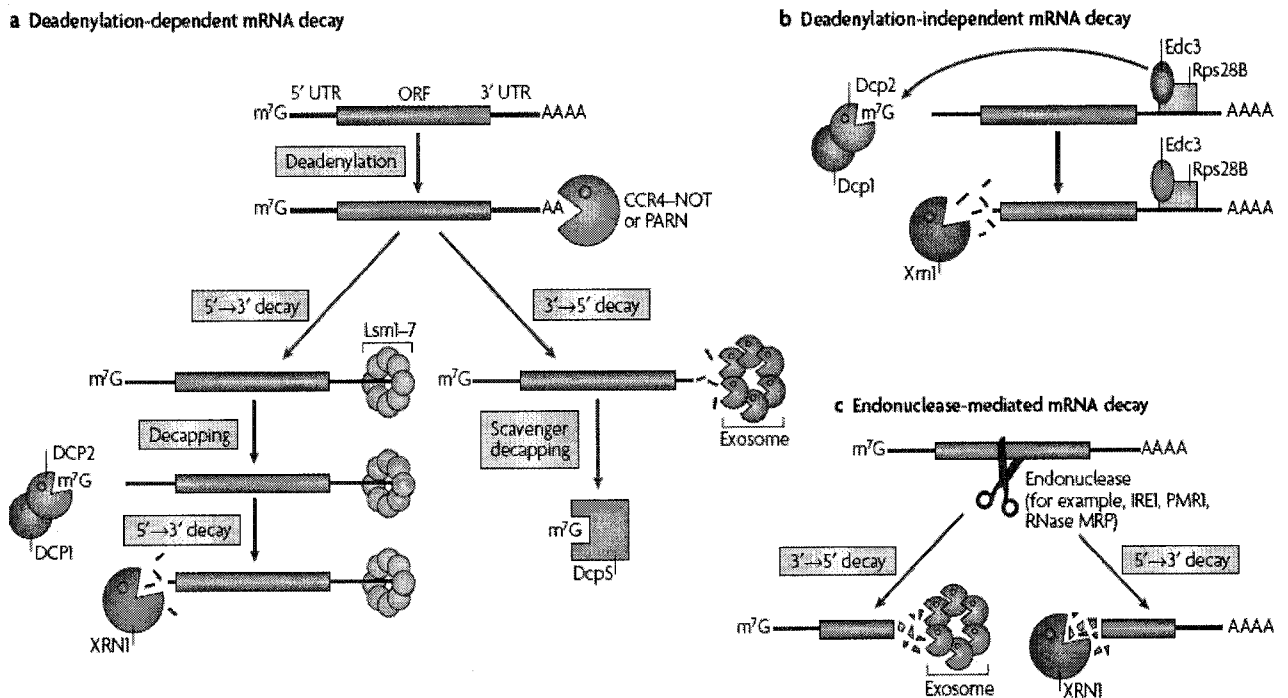 a Deadenylation-dependent mRNA decay
5′ UTR ORF 3′ UTR
m⁷G AAAA
Deadenylation
m⁷G AA
CCR4–NOT
or PARN
5′→3′ decay
3′→5′ decay
Lsm1–7
m⁷G
m⁷G
Exosome
Decapping
Scavenger
decapping
DCP2
m⁷G
DCP1
5′→3′ decay
m⁷G
DcpS
XRN1
b Deadenylation-independent mRNA decay
Edc3
Rps28B
Dcp2
m⁷G
AAAA
Dcp1
Edc3
Rps28B
AAAA
Xrn1
c Endonuclease-mediated mRNA decay
m⁷G AAAA
Endonuclease
(for example, IRE1, PMR1,
RNase MRP)
3′→5′ decay
5′→3′ decay
m⁷G
AAAA
Exosome
XRN1